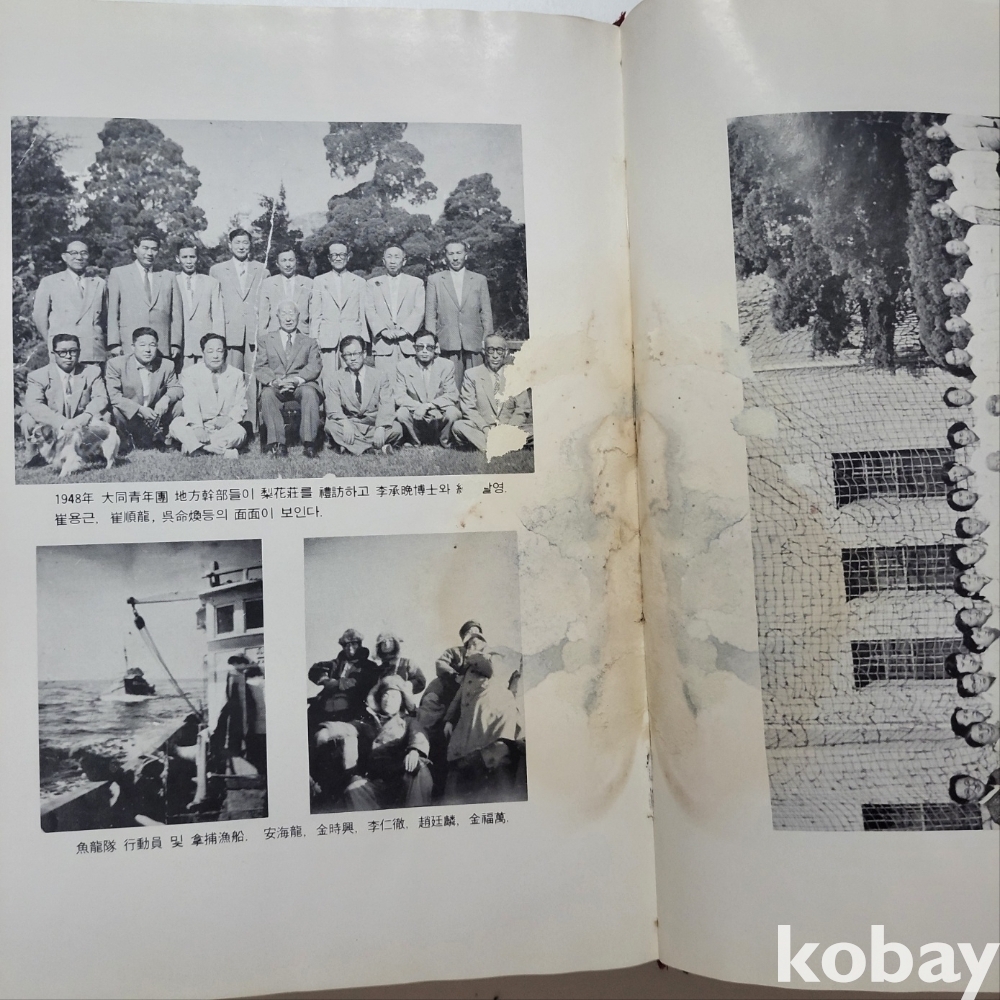 1948年 大同靑年團 地方幹部들이 梨花莊를 禮訪하고 李承晩博士와 촬영.
崔용근, 崔順龍, 吳命煥등의 面面이 보인다.
魚龍隊 行動員 및 拿捕漁船. 安海龍, 金時興, 李仁徹, 趙廷麟, 金福萬.
kobay